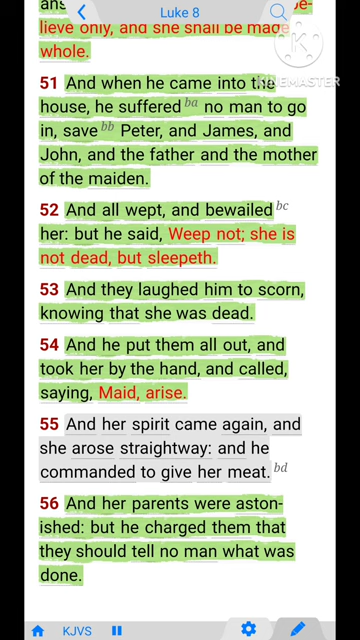 Luke 8
lieve only, and she shall be made
whole.
KINEMASTER
51 And when he came into the
house, he suffered ba no man to go
in, save bb Peter, and James, and
John, and the father and the mother
of the maiden.
52 And all wept, and bewailed bc
her: but he said, Weep not; she is
not dead, but sleepeth.
53 And they laughed him to scorn,
knowing that she was dead.
54 And he put them all out, and
took her by the hand, and called,
saying, Maid, arise.
55 And her spirit came again, and
she arose straightway: and he
commanded to give her meat. bd
56 And her parents were aston-
ished: but he charged them that
they should tell no man what was
done.
KJVS